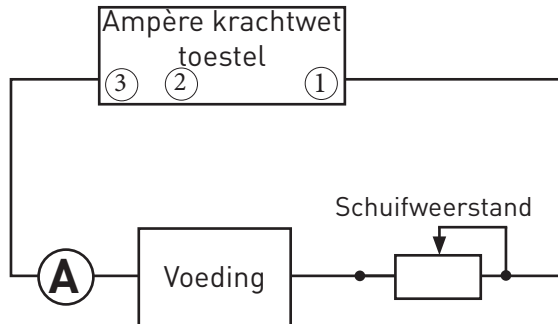 Ampère krachtwet
toestel
3 2 1
Schuifweerstand
A
Voeding